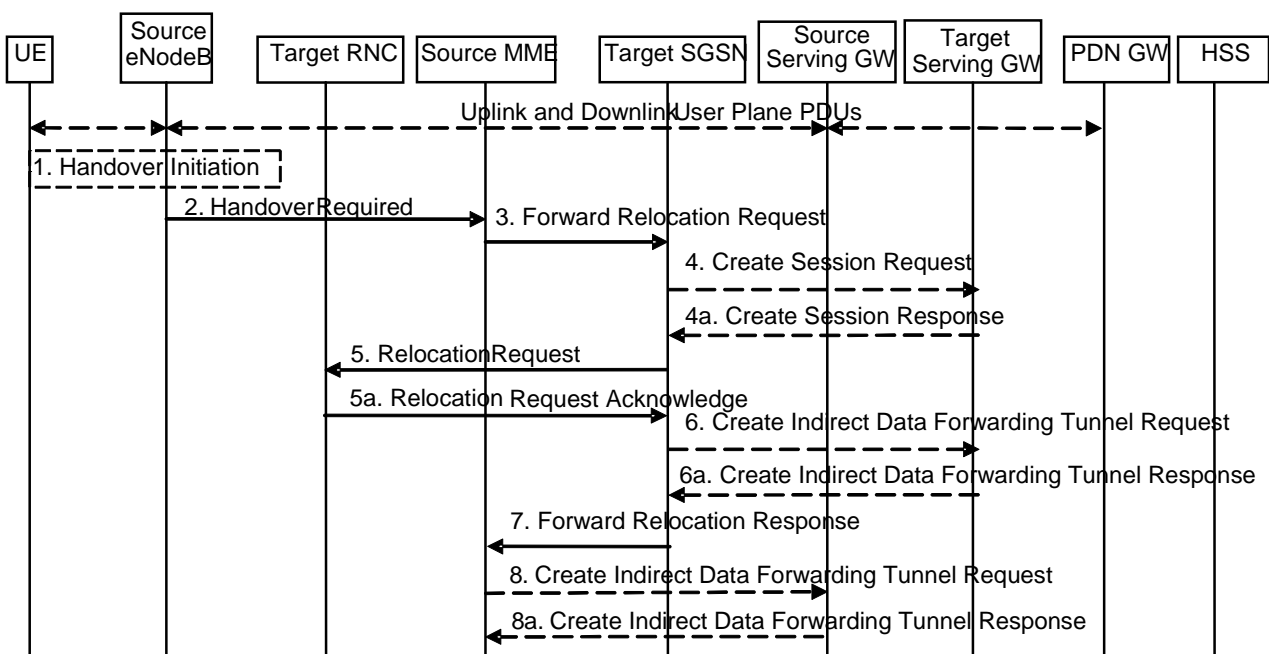 UE
Source
eNodeB
Target RNC
Source MME
Target SGSN
Source
Serving GW
Target
Serving GW
PDN GW
HSS
Uplink and Downlink User Plane PDUs
1. Handover Initiation
2. Handover Required
3. Forward Relocation Request
4. Create Session Request
4a. Create Session Response
5. Relocation Request
5a. Relocation Request Acknowledge
6. Create Indirect Data Forwarding Tunnel Request
6a. Create Indirect Data Forwarding Tunnel Response
7. Forward Relocation Response
8. Create Indirect Data Forwarding Tunnel Request
8a. Create Indirect Data Forwarding Tunnel Response